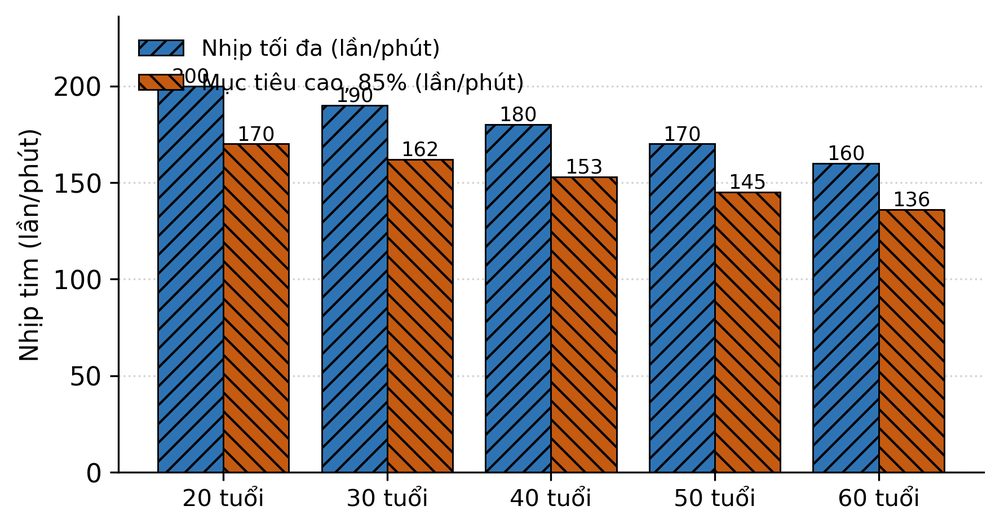 Nhịp tối đa (lần/phút)
Mục tiêu cao, 85% (lần/phút)
Nhịp tim (lần/phút)
200
150
100
50
0
200
170
190
162
180
153
170
145
160
136
20 tuổi
30 tuổi
40 tuổi
50 tuổi
60 tuổi